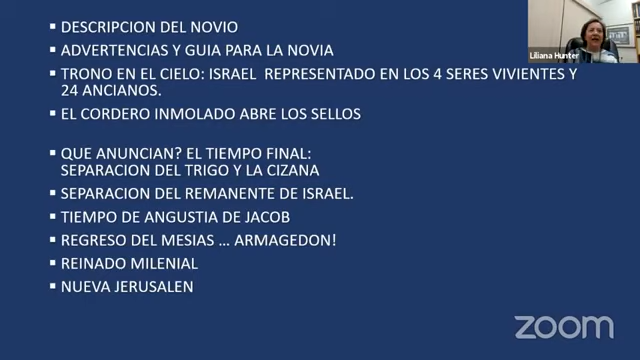 DESCRIPCION DEL NOVIO
ADVERTENCIAS Y GUIA PARA LA NOVIA
TRONO EN EL CIELO: ISRAEL REPRESENTADO EN LOS 4 SERES VIVIENTES Y
24 ANCIANOS.
EL CORDERO INMOLADO ABRE LOS SELLOS
QUE ANUNCIAN? EL TIEMPO FINAL:
SEPARACION DEL TRIGO Y LA CIZANA
SEPARACION DEL REMANENTE DE ISRAEL.
TIEMPO DE ANGUSTIA DE JACOB
REGRESO DEL MESIAS ... ARMAGEDON!
REINADO MILENIAL
NUEVA JERUSALEN
Liliana Hunter
zoom